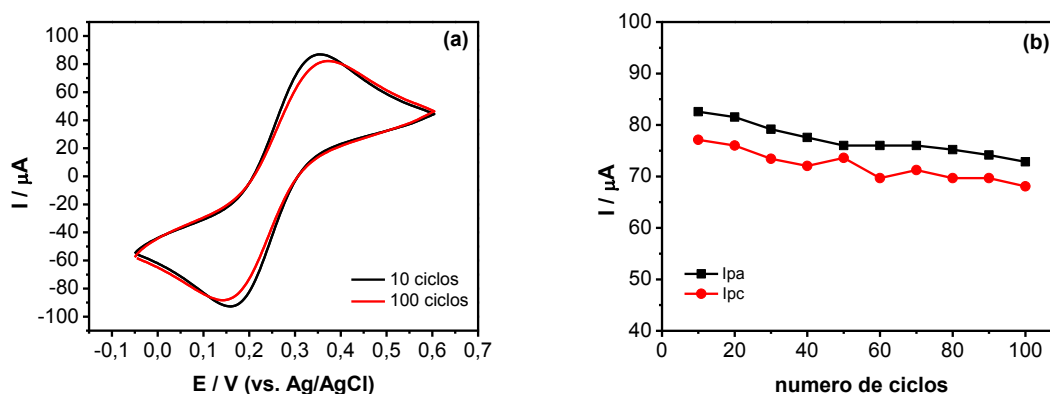 (a)
I / µA
80
60
40
20
0
-20
-40
-60
-80
-100
10 ciclos
100 ciclos
-0,1 0,0 0,1 0,2 0,3 0,4 0,5 0,6 0,7
E / V (vs. Ag/AgCl)
(b)
I / µA
100
90
80
70
60
50
40
Ipa
Ipc
0 20 40 60 80 100
numero de ciclos